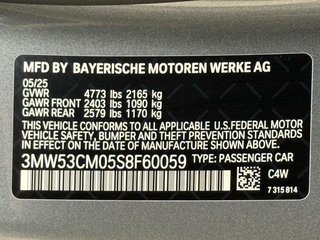 MFD BY BAYERISCHE MOTOREN WERKE AG
05/25
GVWR 4773 lbs 2165 kg
GAWR FRONT 2403 lbs 1090 kg
GAWR REAR 2579 lbs 1170 kg
THIS VEHICLE CONFORMS TO ALL APPLICABLE U.S.FEDERAL MOTOR
VEHICLE SAFETY, BUMPER, AND THEFT PREVENTION STANDARDS IN
EFFECT ON THE DATE OF MANUFACTURE SHOWN ABOVE.
3MW53CM05S8F60059 TYPE: PASSENGER CAR
C4W
7 315 814